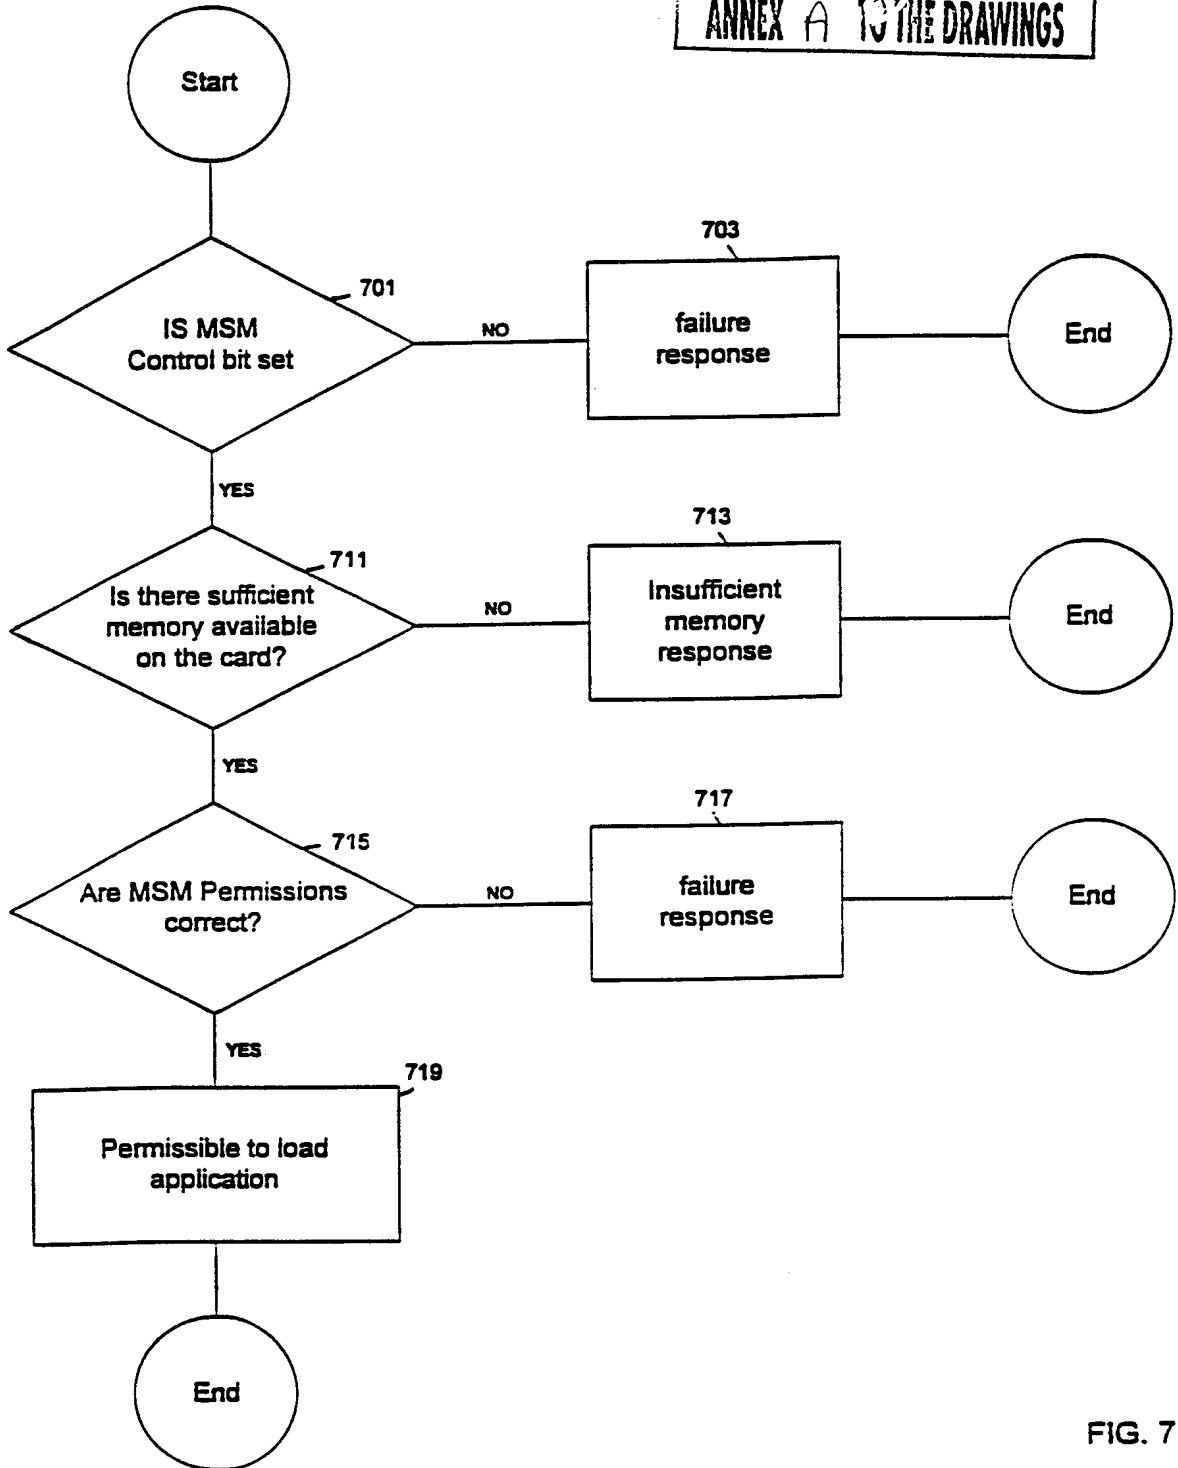 ANNEX A TO THE DRAWINGS
Start
701
IS MSM
Control bit set
NO
703
failure
response
End
YES
711
Is there sufficient
memory available
on the card?
NO
713
Insufficient
memory
response
End
YES
715
Are MSM Permissions
correct?
NO
717
failure
response
End
YES
719
Permissible to load
application
End
FIG. 7